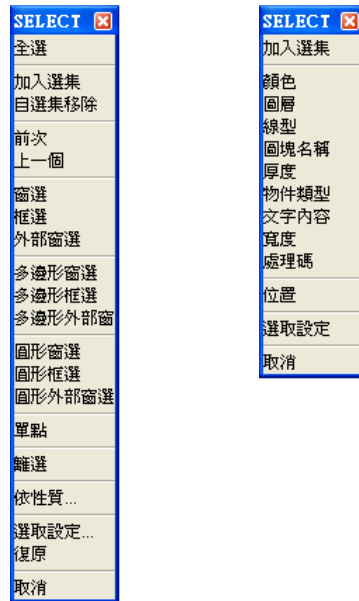 SELECT
全選
加入選集
自選集移除
前次
上一個
窗選
框選
外部窗選
多邊形窗選
多邊形框選
多邊形外部窗
圓形窗選
圓形框選
圓形外部窗選
單點
籬選
依性質...
選取設定...
復原
取消
SELECT
加入選集
顏色
圖層
線型
圖塊名稱
厚度
物件類型
文字內容
寬度
處理碼
位置
選取設定
取消